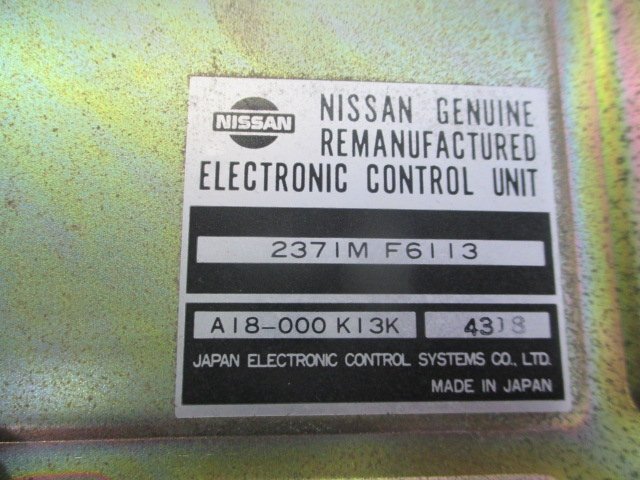 NISSAN
NISSAN GENUINE
REMANUFACTURED
ELECTRONIC CONTROL UNIT
2371M F6113
A18-000 K13K 4318
JAPAN ELECTRONIC CONTROL SYSTEMS CO., LTD.
MADE IN JAPAN